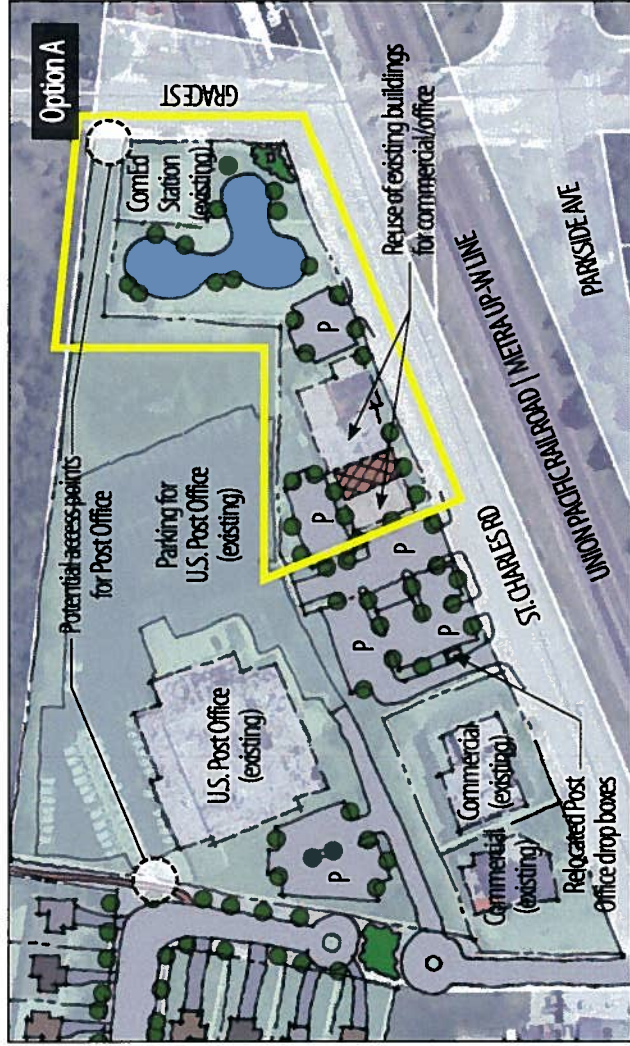 Option A
GRACE ST
ComEd
Station
(existing)
Potential access points
for Post Office
Parking for
U.S. Post Office
(existing)
U.S. Post Office
(existing)
Reuse of existing buildings
for commercial/office
P
P
P
P
P
P
ST. CHARLES RD
UNION PACIFIC RAILROAD | METRA UP-W LINE
PARKSIDE AVE
Commercial
(existing)
Commercial
(existing)
Relocated Post
Office drop boxes